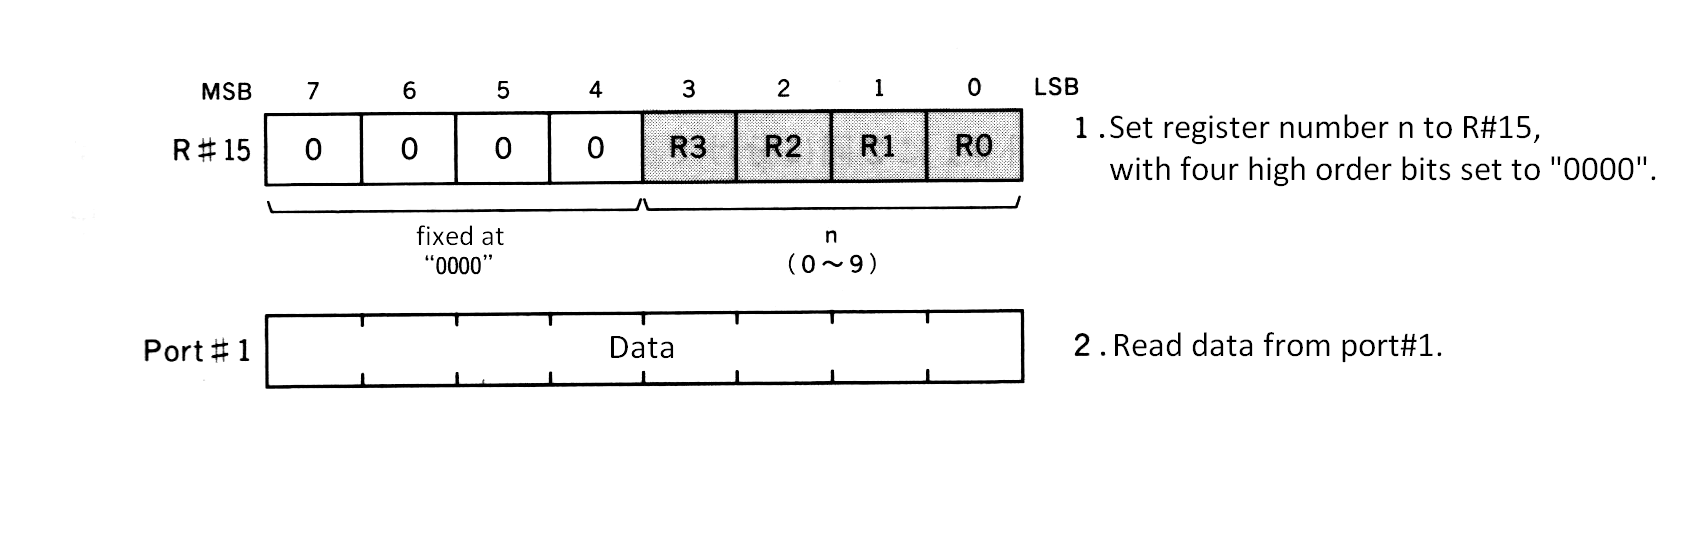 MSB 7 6 5 4 3 2 1 0 LSB
R#15 0 0 0 0 R3 R2 R1 R0
1. Set register number n to R#15,
with four high order bits set to "0000".
fixed at
“0000”
n
(0～9)
Port#1 Data
2. Read data from port#1.